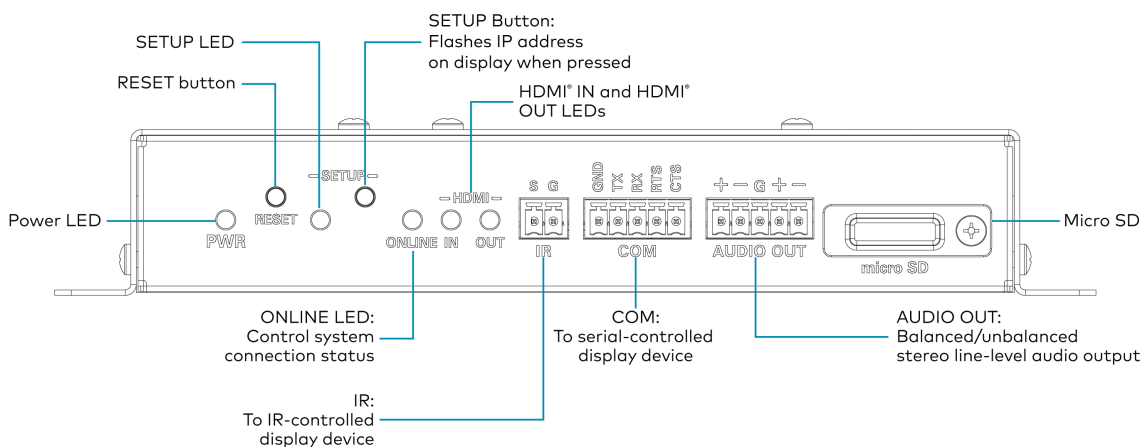 SETUP Button:
Flashes IP address
on display when pressed
SETUP LED
RESET button
HDMI® IN and HDMI®
OUT LEDs
Power LED
Micro SD
– SETUP –
RESET
PWR
– HDMI –
ONLINE IN OUT
S G
IR
GND TX RX RTS CTS
COM
+ – G + –
AUDIO OUT
micro SD
ONLINE LED:
Control system
connection status
COM:
To serial-controlled
display device
AUDIO OUT:
Balanced/unbalanced
stereo line-level audio output
IR:
To IR-controlled
display device